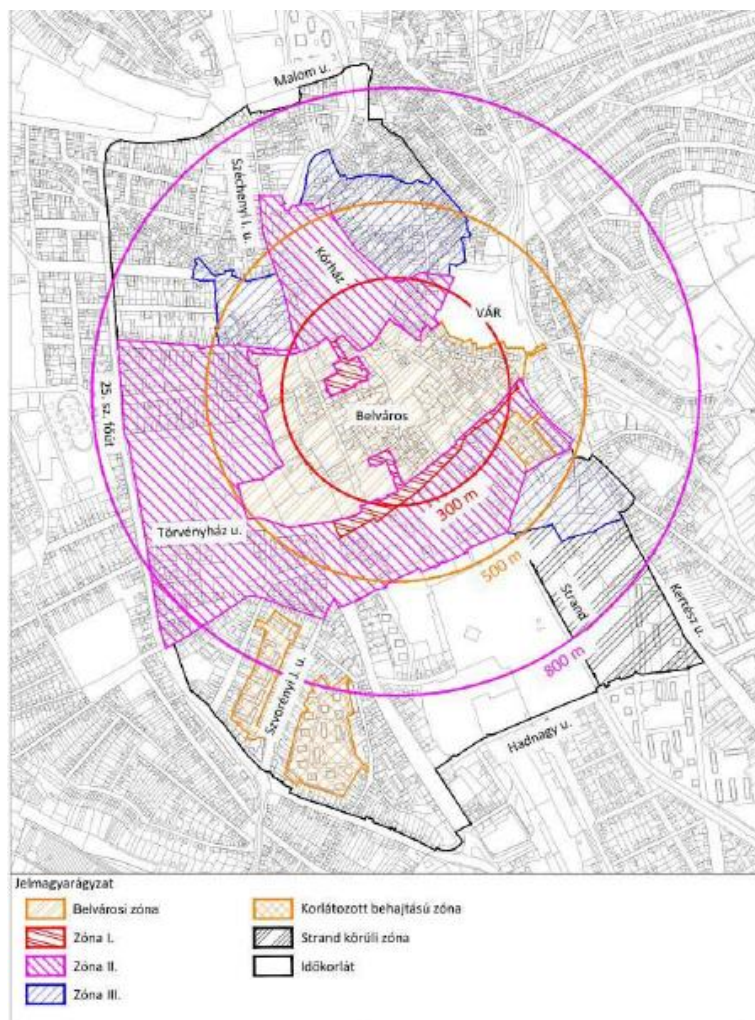 Malom u.
Széchenyi I. u.
Kórház
VÁR
25. sz. főút
Belváros
300 m
Törvényház u.
500 m
Strand
Kertész u.
800 m
Szvorényi J. u.
Hadnagy u.
Jelmagyarágyzat
Belvárosi zóna
Korlátozott behajtású zóna
Zóna I.
Strand körüli zóna
Zóna II.
Időkorlát
Zóna III.